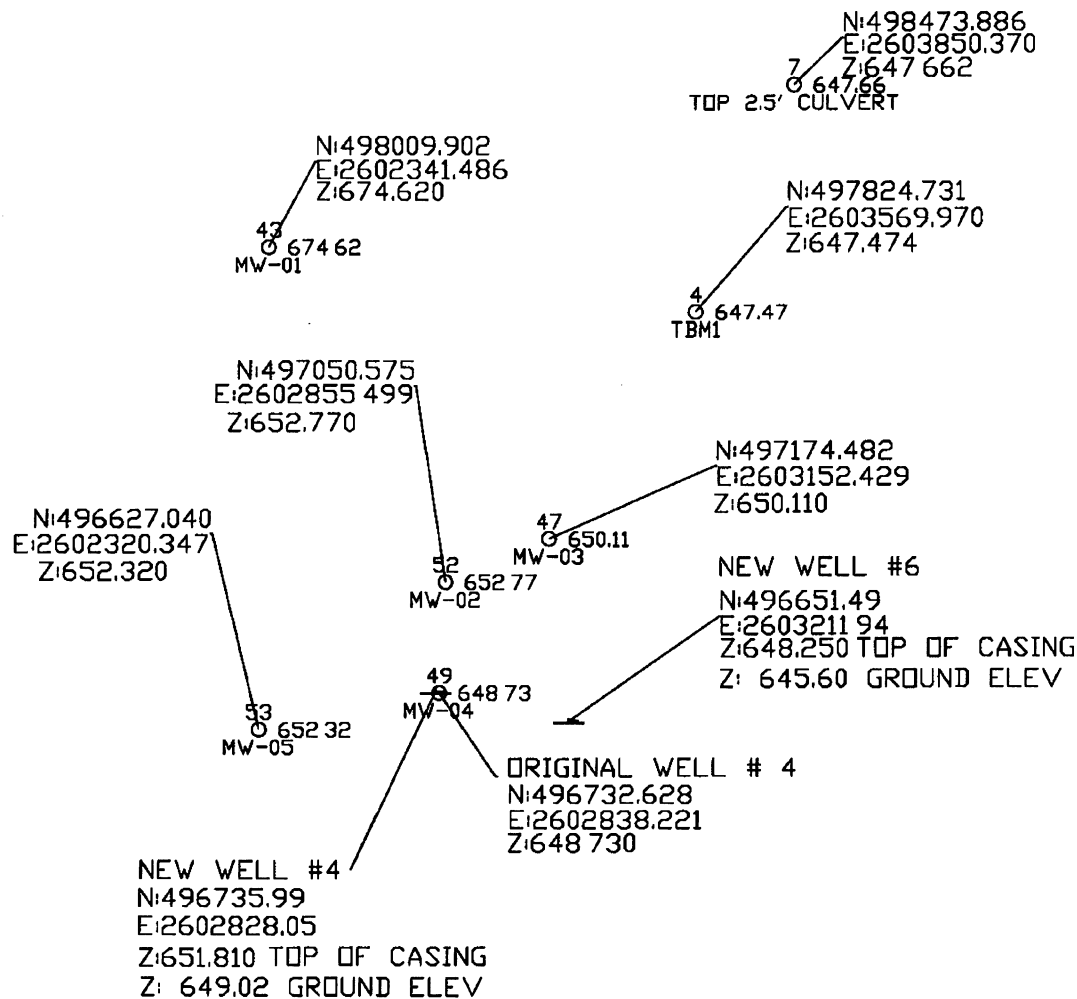 N:498473.886
E:2603850.370
Z:647 662
7
647.66
TOP 2.5' CULVERT
N:498009.902
E:2602341.486
Z:674.620
43
674 62
MW-01
N:497824.731
E:2603569.970
Z:647.474
4
647.47
TBM1
N:497050.575
E:2602855 499
Z:652.770
N:497174.482
E:2603152.429
Z:650.110
47
650.11
MW-03
N:496627.040
E:2602320.347
Z:652.320
52
652 77
MW-02
NEW WELL #6
N:496651.49
E:2603211 94
Z:648.250 TOP OF CASING
Z: 645.60 GROUND ELEV
49
648 73
MW-04
53
652 32
MW-05
ORIGINAL WELL # 4
N:496732.628
E:2602838.221
Z:648 730
NEW WELL #4
N:496735.99
E:2602828.05
Z:651.810 TOP OF CASING
Z: 649.02 GROUND ELEV